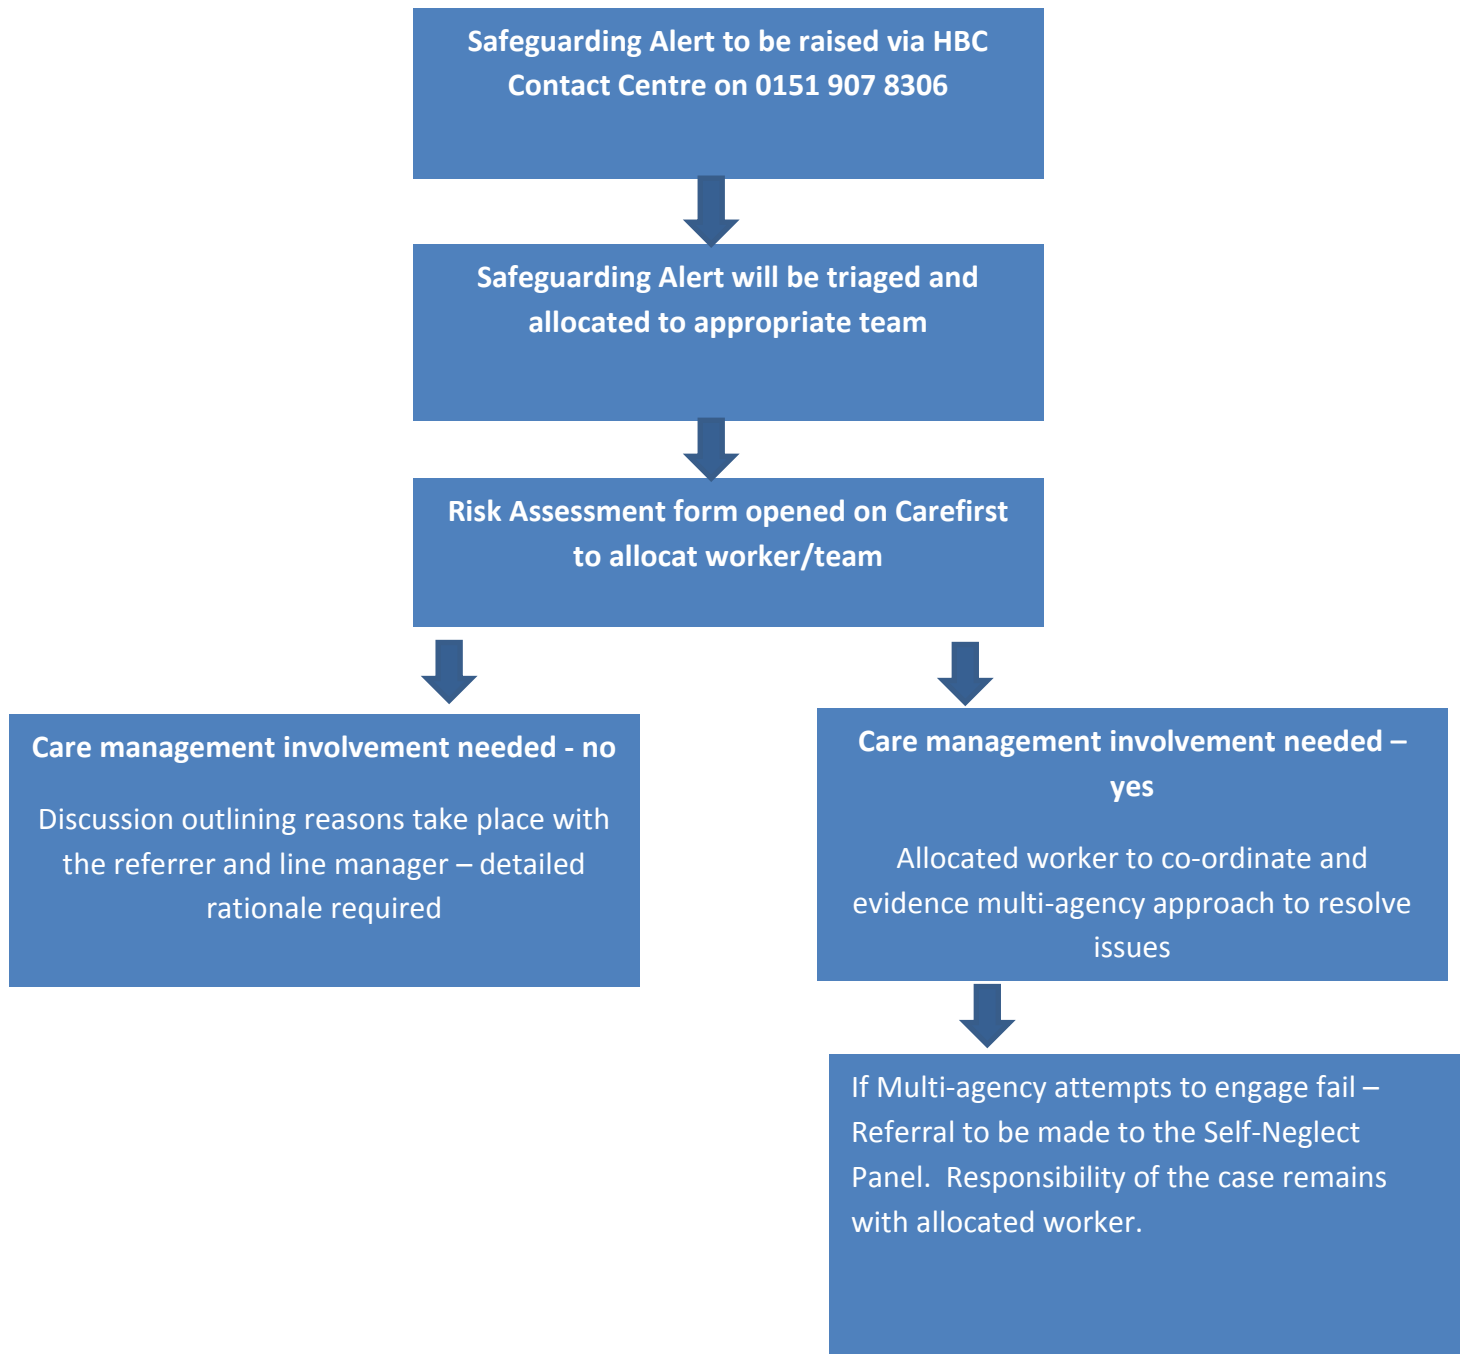 Safeguarding Alert to be raised via HBC
Contact Centre on 0151 907 8306
Safeguarding Alert will be triaged and
allocated to appropriate team
Risk Assessment form opened on Carefirst
to allocat worker/team
Care management involvement needed - no
Discussion outlining reasons take place with
the referrer and line manager – detailed
rationale required
Care management involvement needed –
yes
Allocated worker to co-ordinate and
evidence multi-agency approach to resolve
issues
If Multi-agency attempts to engage fail –
Referral to be made to the Self-Neglect
Panel.  Responsibility of the case remains
with allocated worker.